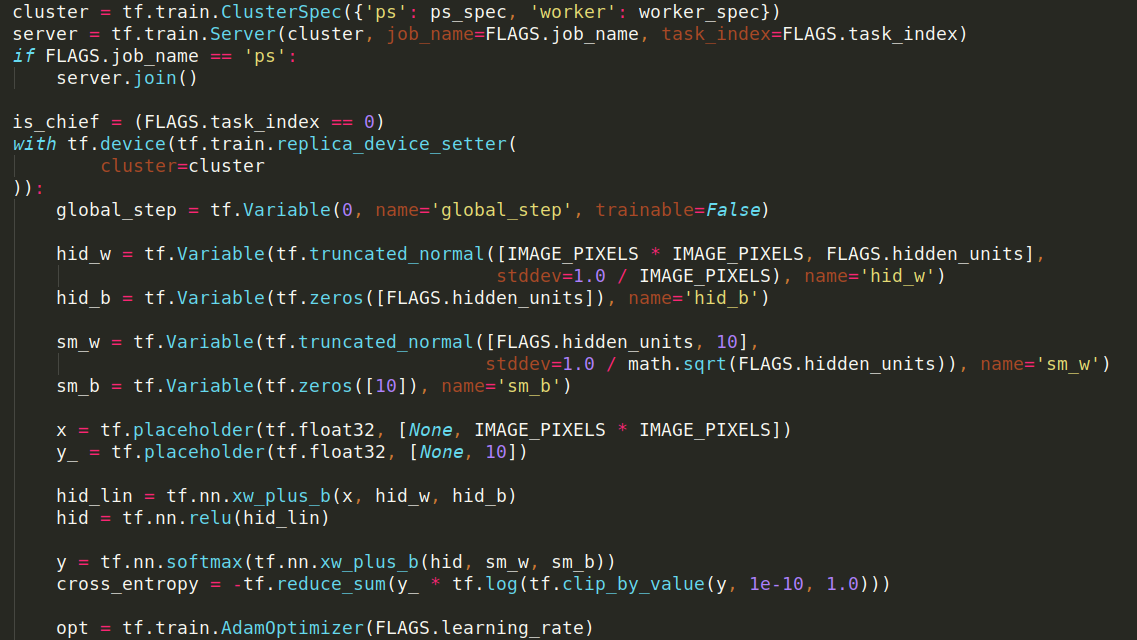 cluster = tf.train.ClusterSpec({'ps': ps_spec, 'worker': worker_spec})
server = tf.train.Server(cluster, job_name=FLAGS.job_name, task_index=FLAGS.task_index)
if FLAGS.job_name == 'ps':
    server.join()

is_chief = (FLAGS.task_index == 0)
with tf.device(tf.train.replica_device_setter(
        cluster=cluster
)):
    global_step = tf.Variable(0, name='global_step', trainable=False)

    hid_w = tf.Variable(tf.truncated_normal([IMAGE_PIXELS * IMAGE_PIXELS, FLAGS.hidden_units],
                                            stddev=1.0 / IMAGE_PIXELS), name='hid_w')
    hid_b = tf.Variable(tf.zeros([FLAGS.hidden_units]), name='hid_b')

    sm_w = tf.Variable(tf.truncated_normal([FLAGS.hidden_units, 10],
                                           stddev=1.0 / math.sqrt(FLAGS.hidden_units)), name='sm_w')
    sm_b = tf.Variable(tf.zeros([10]), name='sm_b')

    x = tf.placeholder(tf.float32, [None, IMAGE_PIXELS * IMAGE_PIXELS])
    y_ = tf.placeholder(tf.float32, [None, 10])

    hid_lin = tf.nn.xw_plus_b(x, hid_w, hid_b)
    hid = tf.nn.relu(hid_lin)

    y = tf.nn.softmax(tf.nn.xw_plus_b(hid, sm_w, sm_b))
    cross_entropy = -tf.reduce_sum(y_ * tf.log(tf.clip_by_value(y, 1e-10, 1.0)))

    opt = tf.train.AdamOptimizer(FLAGS.learning_rate)